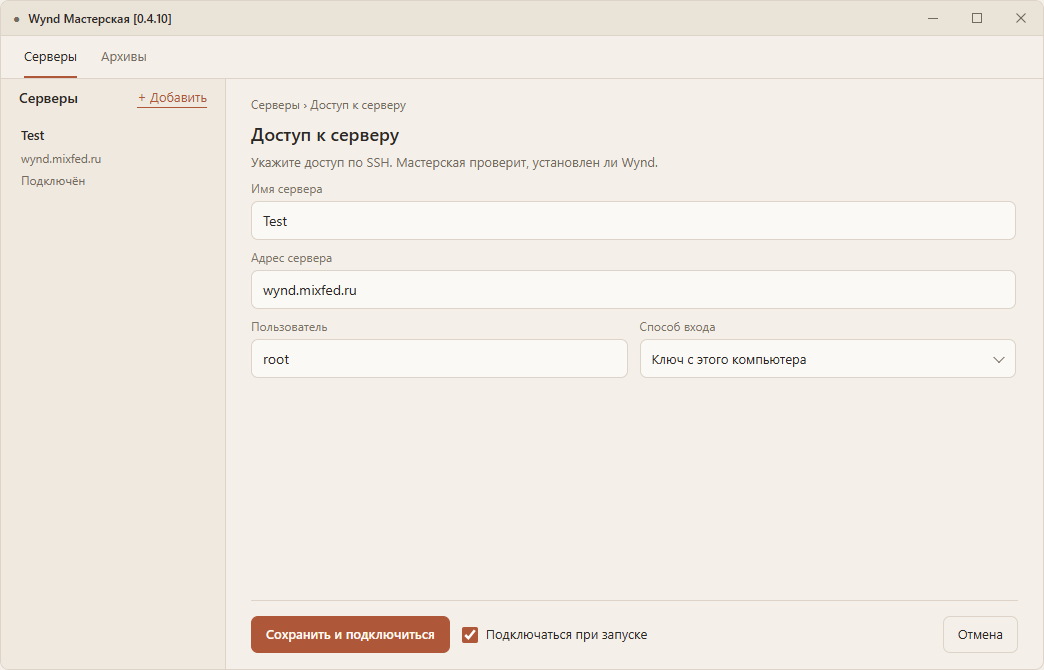 Wynd Мастерская [0.4.10]
Серверы Архивы
Серверы + Добавить
Test
wynd.mixfed.ru
Подключён
Серверы › Доступ к серверу
Доступ к серверу
Укажите доступ по SSH. Мастерская проверит, установлен ли Wynd.
Имя сервера
Test
Адрес сервера
wynd.mixfed.ru
Пользователь Способ входа
root Ключ с этого компьютера
Сохранить и подключиться Подключаться при запуске Отмена